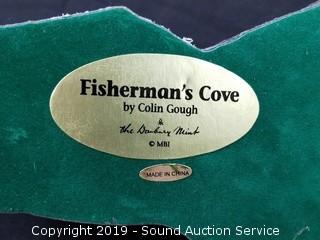 Fisherman's Cove
by Colin Gough
&
The Danbury Mint
© MBI
MADE IN CHINA
Copyright 2019 - Sound Auction Service